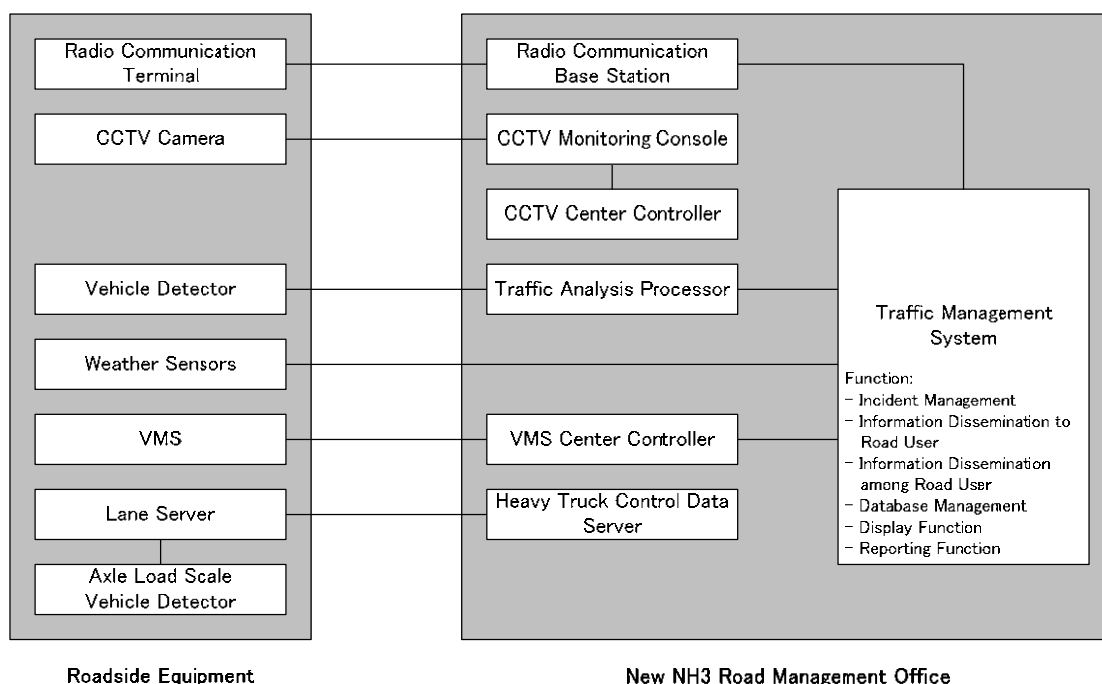 Radio Communication
Terminal
Radio Communication
Base Station
CCTV Camera
CCTV Monitoring Console
CCTV Center Controller
Vehicle Detector
Traffic Analysis Processor
Weather Sensors
VMS
VMS Center Controller
Lane Server
Heavy Truck Control Data
Server
Axle Load Scale
Vehicle Detector
Traffic Management
System
Function:
- Incident Management
- Information Dissemination to
Road User
- Information Dissemination
among Road User
- Database Management
- Display Function
- Reporting Function
Roadside Equipment
New NH3 Road Management Office